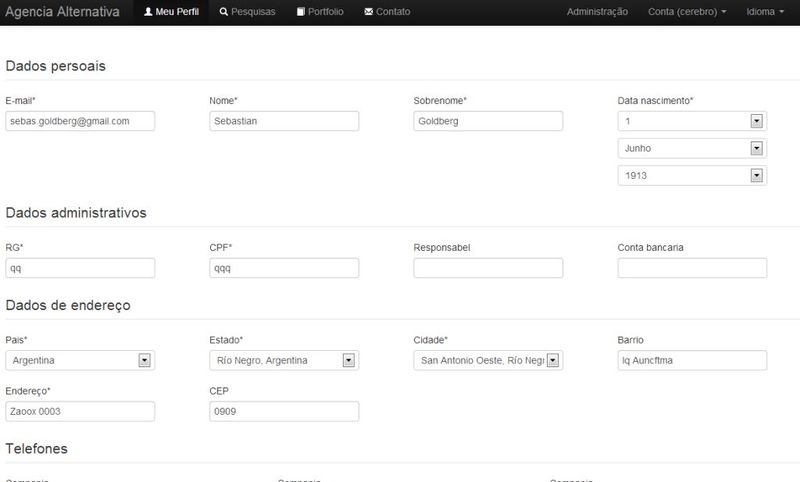 Agencia Alternativa Meu Perfil Pesquisas Portfolio Contato Administração Conta (cerebro) Idioma
Dados persoais
E-mail* Nome* Sobrenome* Data nascimento*
sebas.goldberg@gmail.com Sebastian Goldberg 1
Junho
1913
Dados administrativos
RG* CPF* Responsabel Conta bancaria
qq qqq
Dados de endereço
Pais* Estado* Cidade* Barrio
Argentina Río Negro, Argentina San Antonio Oeste, Río Negr lq Auncftma
Endereço* CEP
Zaoox 0003 0909
Telefones